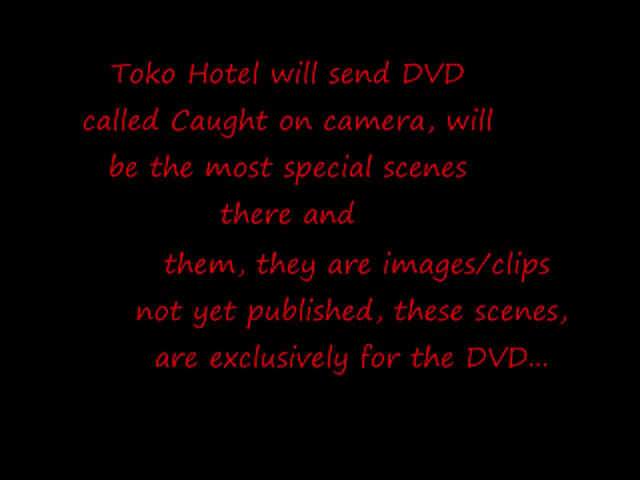 Toko Hotel will send DVD
called Caught on camera, will
be the most special scenes
there and
them, they are images/clips
not yet published, these scenes,
are exclusively for the DVD...